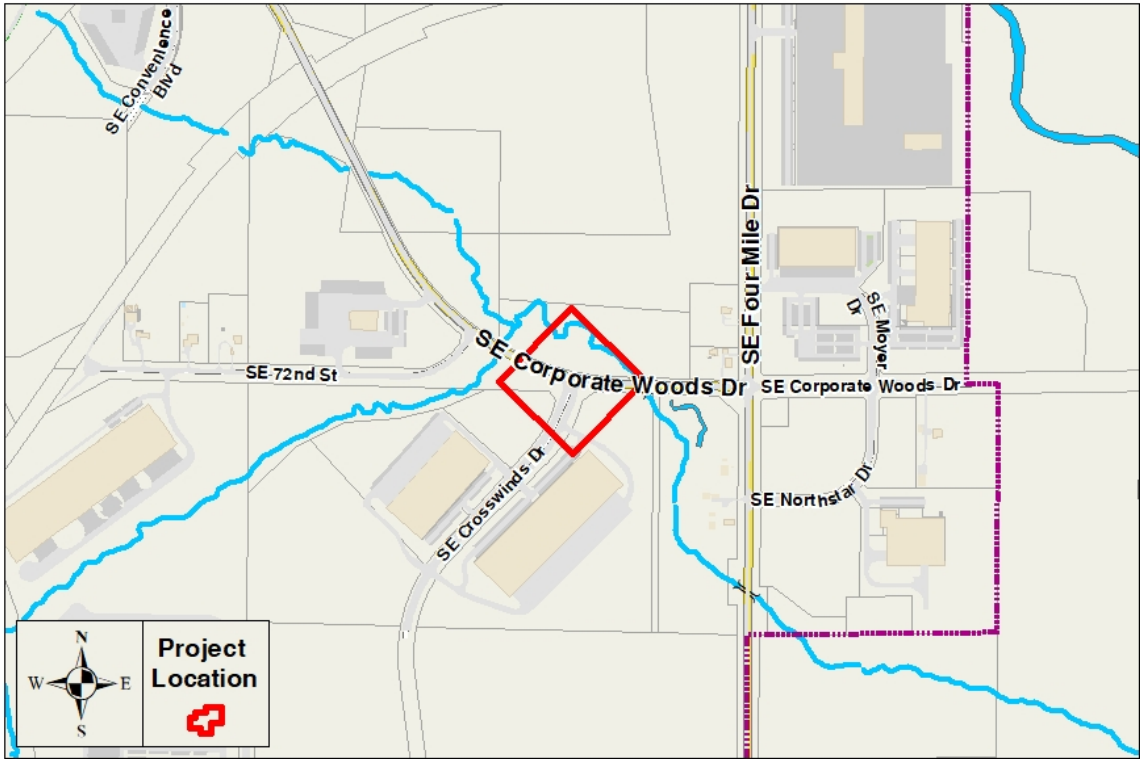 SE Convenience
Blvd
SE Four Mile Dr
SE Moyer
Dr
SE Corporate Woods Dr
SE Corporate Woods Dr
SE 72nd St
SE Crosswinds Dr
SE Northstar Dr
N
W E
S
Project
Location